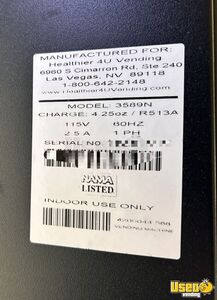 MANUFACTURED FOR:
Healthier 4U Vending
6960 S Cimarron Rd, Ste 240
Las Vegas, NV 89118
1-800-642-2148
www.Healthier4UVending.com
MODEL: 3589N
CHARGE: 4.25oz / R513A
115V 60HZ
2.5 A 1 PH
SERIAL NO.
NAMA
LISTED
INDOOR USE ONLY
VENDING MACHINE